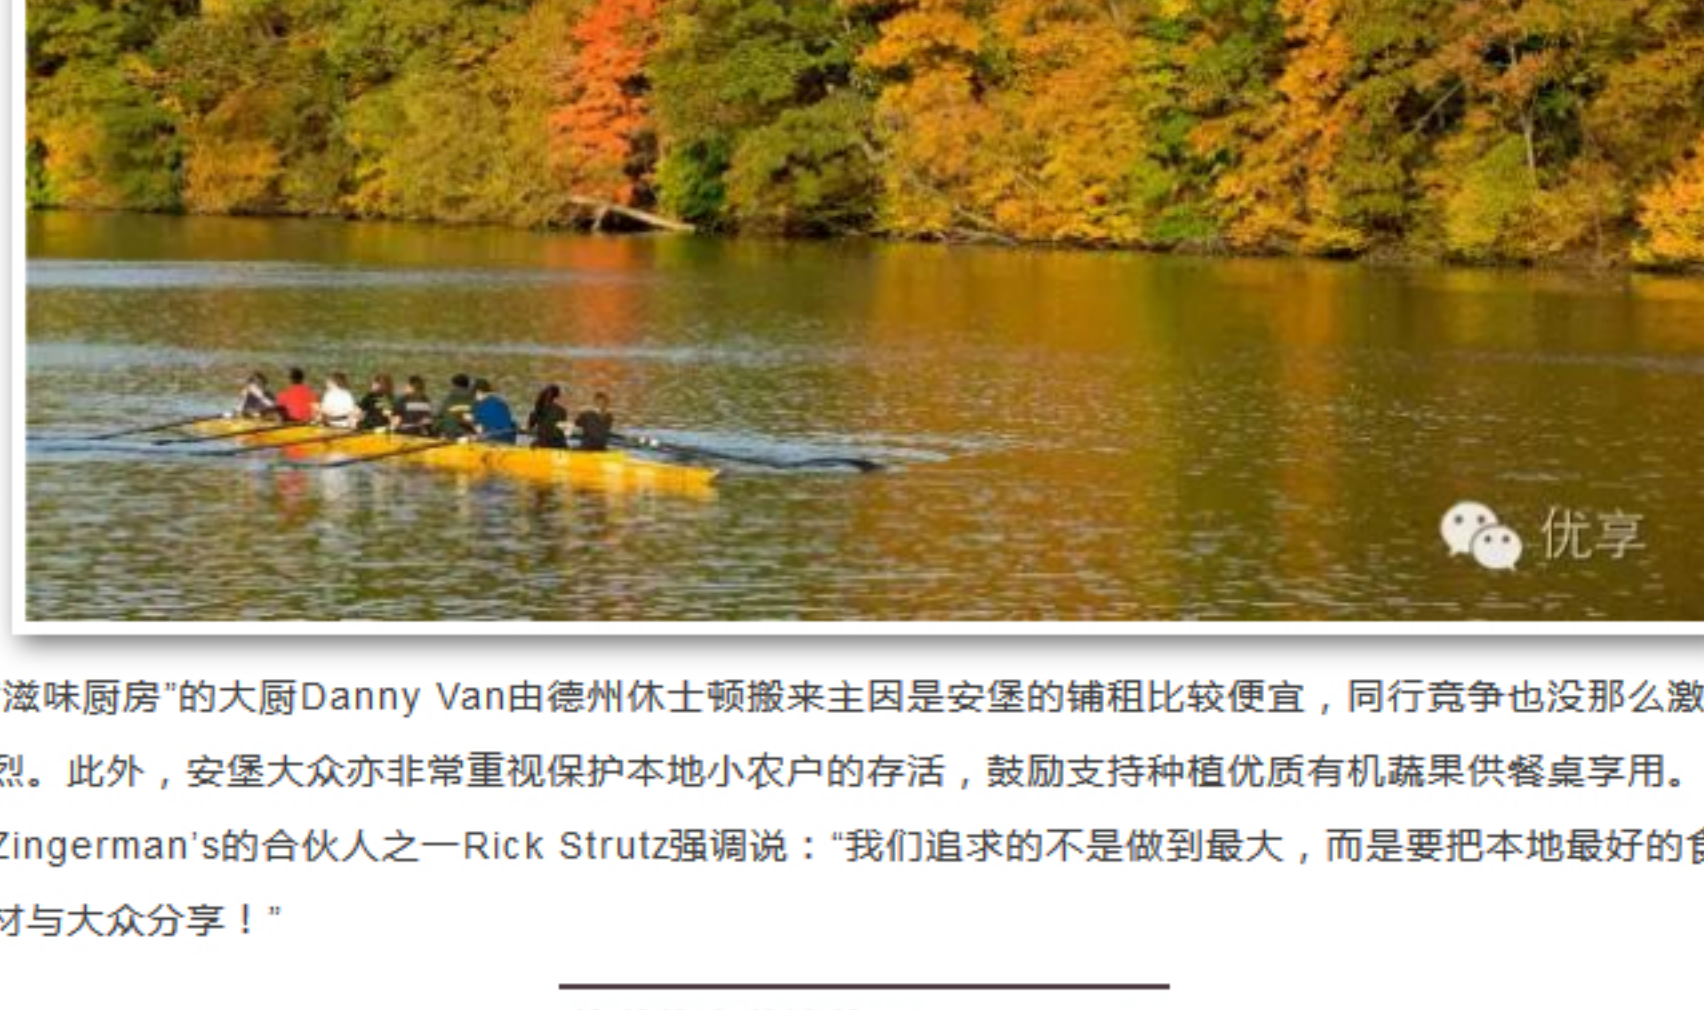 优享
“滋味厨房”的大厨Danny Van由德州休士顿搬来主因是安堡的铺租比较便宜，同行竞争也没那么激
烈。此外，安堡大众亦非常重视保护本地小农户的存活，鼓励支持种植优质有机蔬果供餐桌享用。
Zingerman's的合伙人之一Rick Strutz强调说：“我们追求的不是做到最大，而是要把本地最好的食
材与大众分享！”